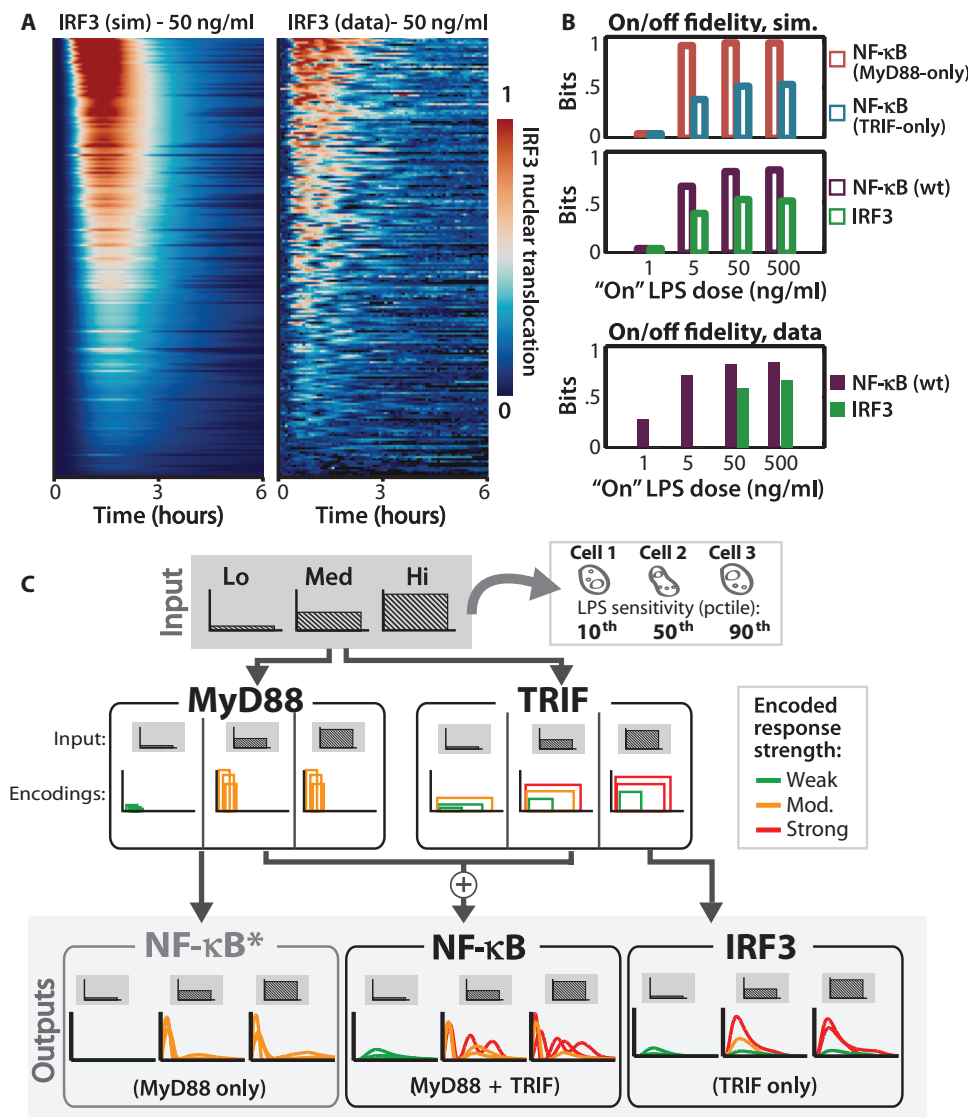 A
IRF3 (sim) - 50 ng/ml
IRF3 (data)- 50 ng/ml
1
IRF3 nuclear translocation
0
0 3 6
Time (hours)
0 3 6
Time (hours)
B
On/off fidelity, sim.
Bits
1
.5
0
NF-κB (MyD88-only)
NF-κB (TRIF-only)
Bits
1
.5
0
NF-κB (wt)
IRF3
1 5 50 500
“On” LPS dose (ng/ml)
On/off fidelity, data
Bits
1
.5
0
NF-κB (wt)
IRF3
1 5 50 500
“On” LPS dose (ng/ml)
C
Input
Lo Med Hi
Cell 1 Cell 2 Cell 3
LPS sensitivity (pctile):
10th 50th 90th
MyD88
TRIF
Input:
Encodings:
Encoded
response
strength:
Weak
Mod.
Strong
+
Outputs
NF-κB*
(MyD88 only)
NF-κB
MyD88 + TRIF)
IRF3
(TRIF only)